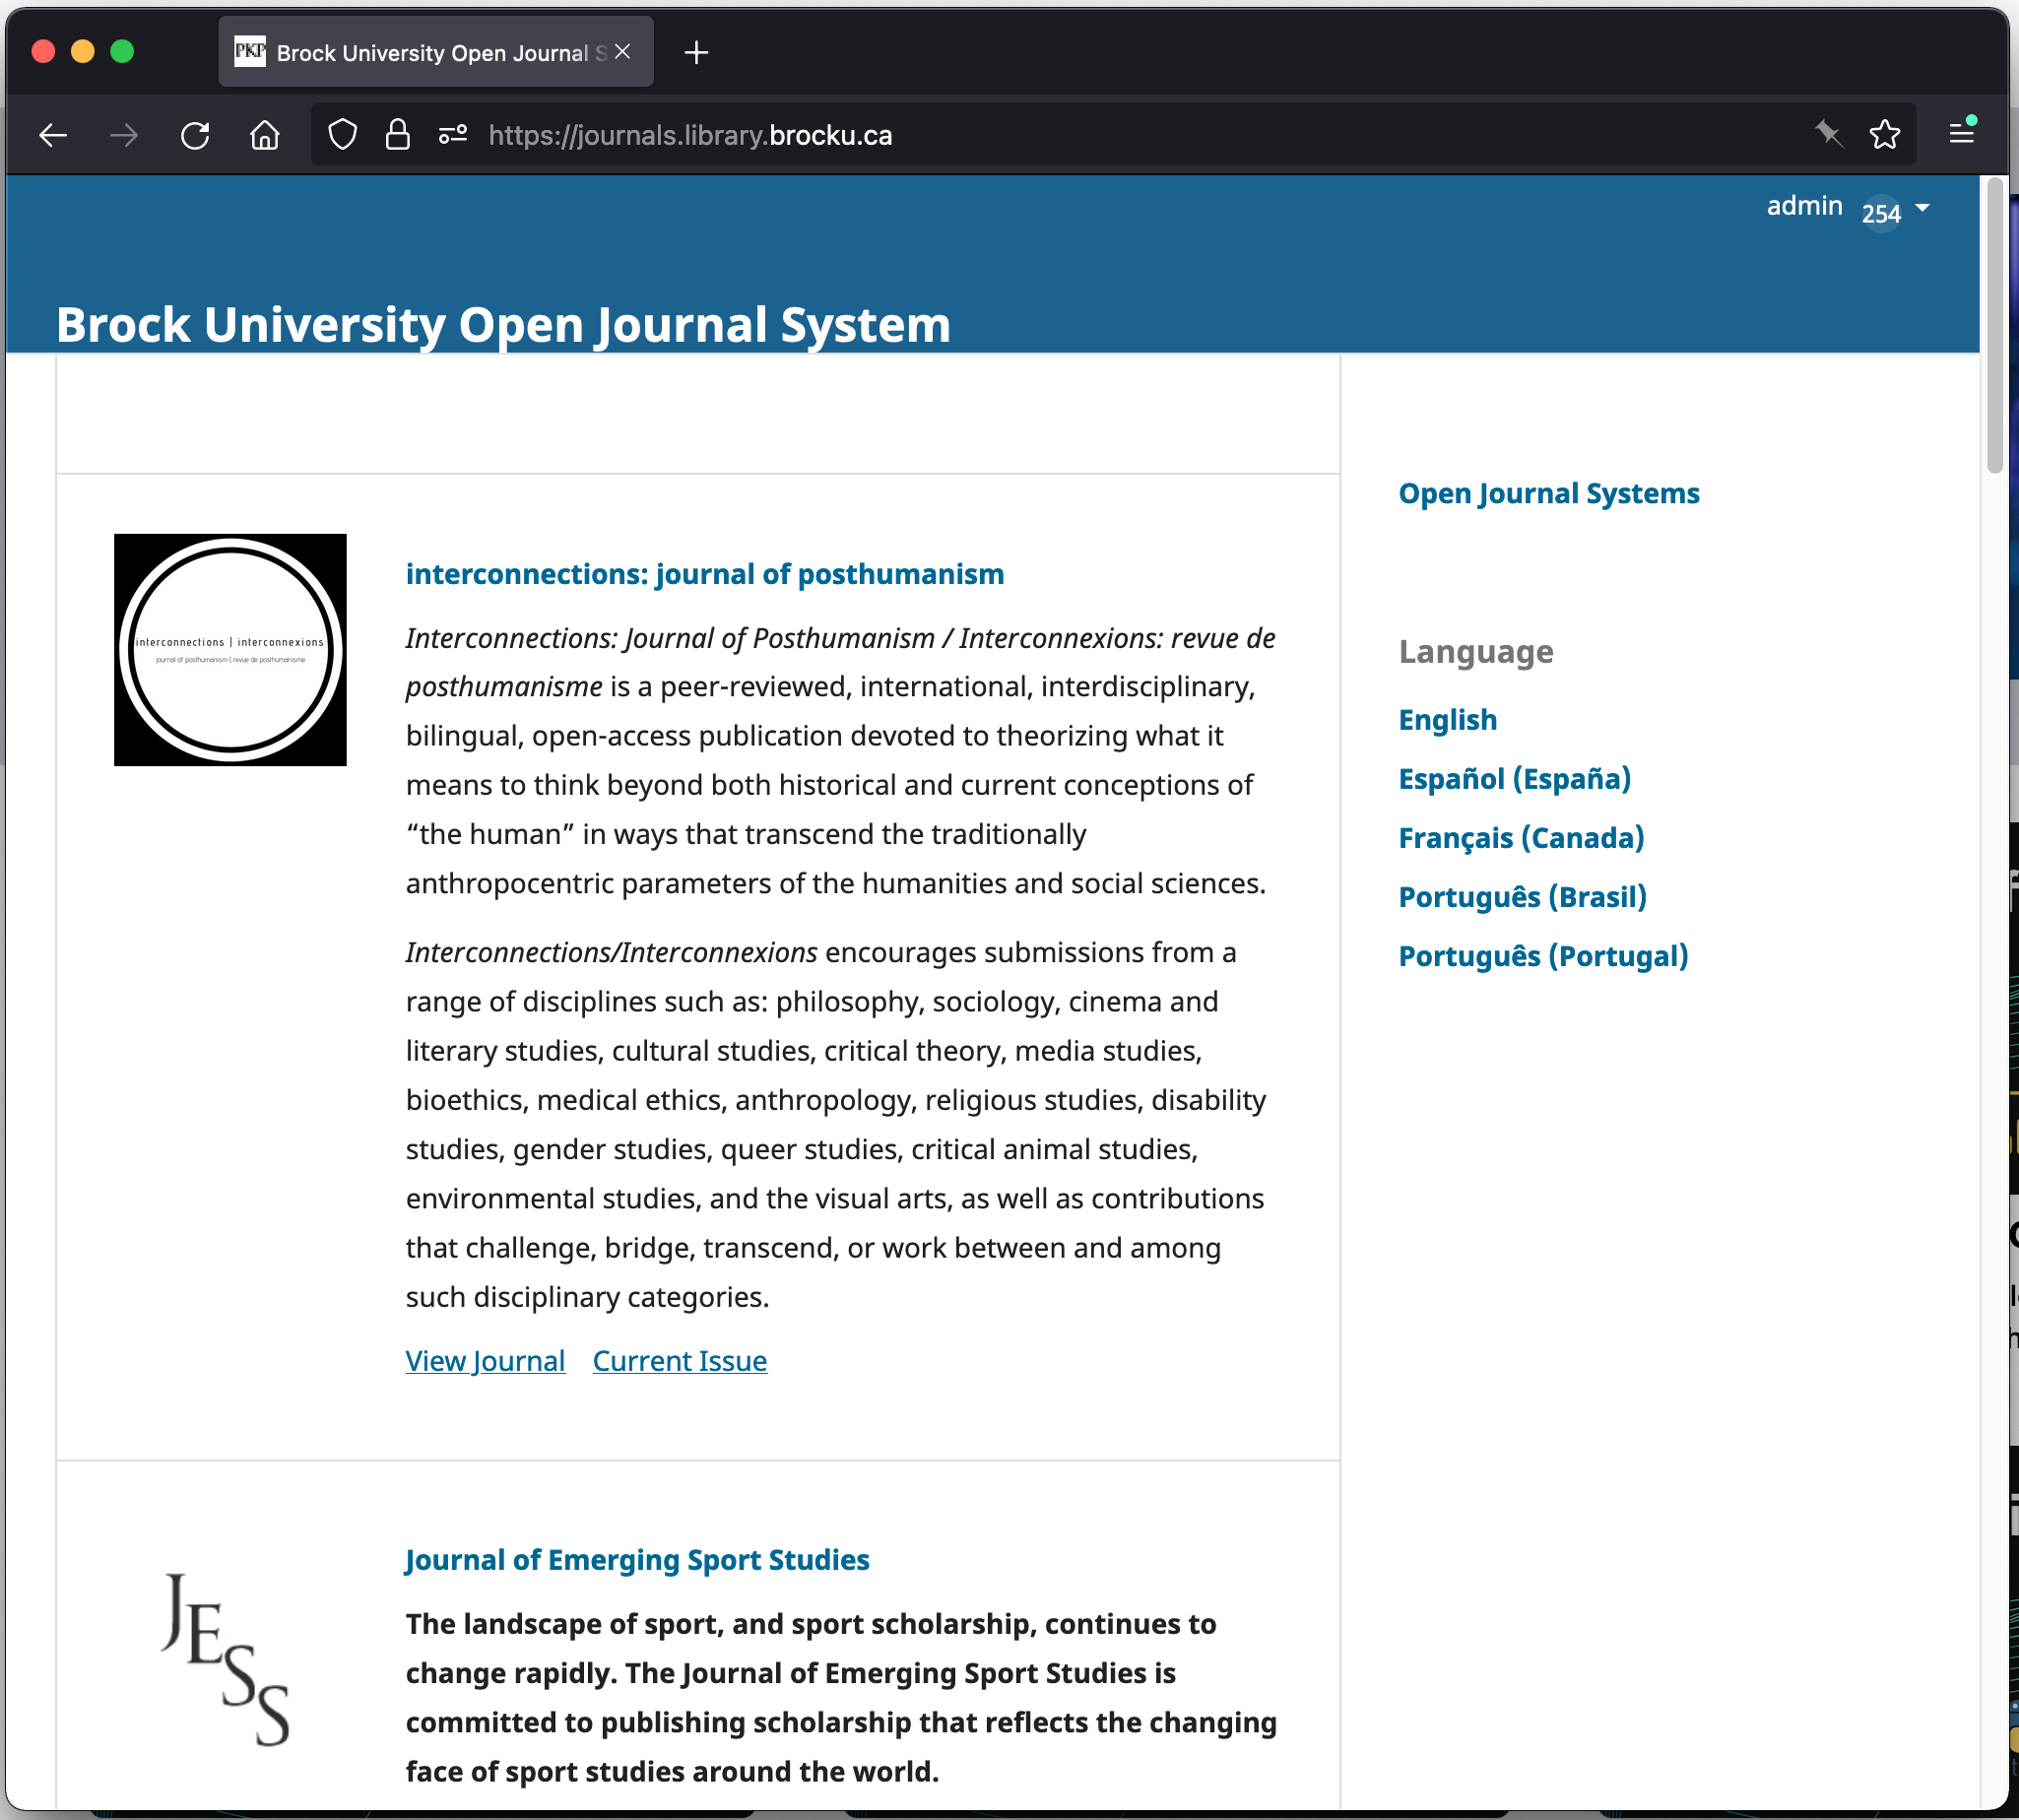 PKP Brock University Open Journal S
https://journals.library.brocku.ca
admin 254
Brock University Open Journal System
interconnections | interconnexions
journal of posthumanism | revue de posthumanisme
interconnections: journal of posthumanism
Interconnections: Journal of Posthumanism / Interconnexions: revue de
posthumanisme is a peer-reviewed, international, interdisciplinary,
bilingual, open-access publication devoted to theorizing what it
means to think beyond both historical and current conceptions of
“the human” in ways that transcend the traditionally
anthropocentric parameters of the humanities and social sciences.
Interconnections/Interconnexions encourages submissions from a
range of disciplines such as: philosophy, sociology, cinema and
literary studies, cultural studies, critical theory, media studies,
bioethics, medical ethics, anthropology, religious studies, disability
studies, gender studies, queer studies, critical animal studies,
environmental studies, and the visual arts, as well as contributions
that challenge, bridge, transcend, or work between and among
such disciplinary categories.
View Journal Current Issue
JESS
Journal of Emerging Sport Studies
The landscape of sport, and sport scholarship, continues to
change rapidly. The Journal of Emerging Sport Studies is
committed to publishing scholarship that reflects the changing
face of sport studies around the world.
Open Journal Systems
Language
English
Español (España)
Français (Canada)
Português (Brasil)
Português (Portugal)